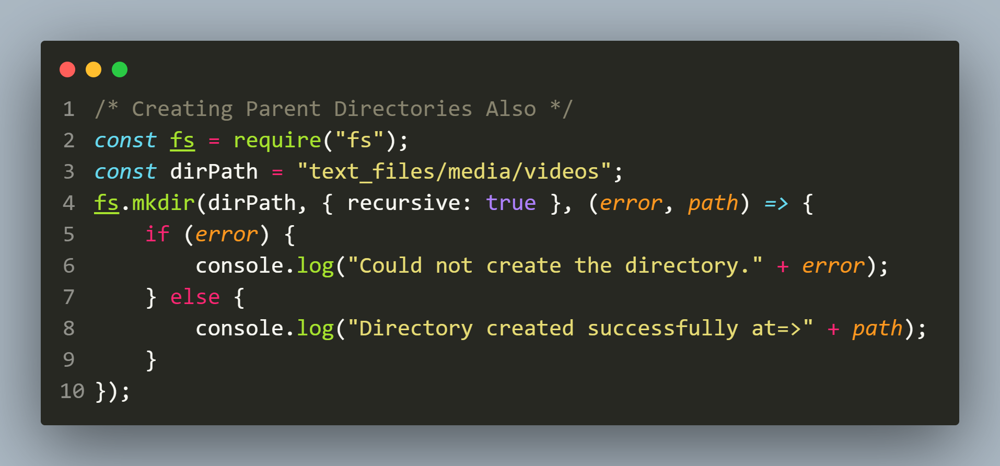 1 /* Creating Parent Directories Also */
2 const fs = require("fs");
3 const dirPath = "text_files/media/videos";
4 fs.mkdir(dirPath, { recursive: true }, (error, path) => {
5     if (error) {
6         console.log("Could not create the directory." + error);
7     } else {
8         console.log("Directory created successfully at=>" + path);
9     }
10 });